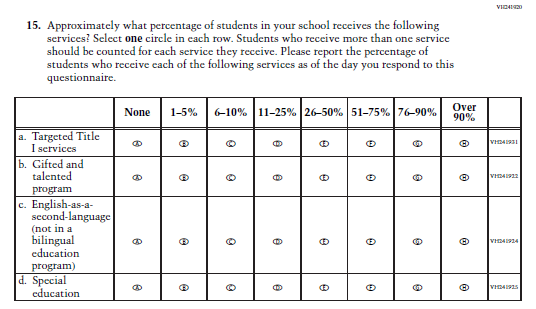 VH241920
15. Approximately what percentage of students in your school receives the following
services? Select one circle in each row. Students who receive more than one service
should be counted for each service they receive. Please report the percentage of
students who receive each of the following services as of the day you respond to this
questionnaire.
None 1–5% 6–10% 11–25% 26–50% 51–75% 76–90% Over
90%
a. Targeted Title
I services
A B C D E F G H VH241931
b. Gifted and
talented
program
A B C D E F G H VH241922
c. English-as-a-
second-language
(not in a
bilingual
education
program)
A B C D E F G H VH241924
d. Special
education
A B C D E F G H VH241925